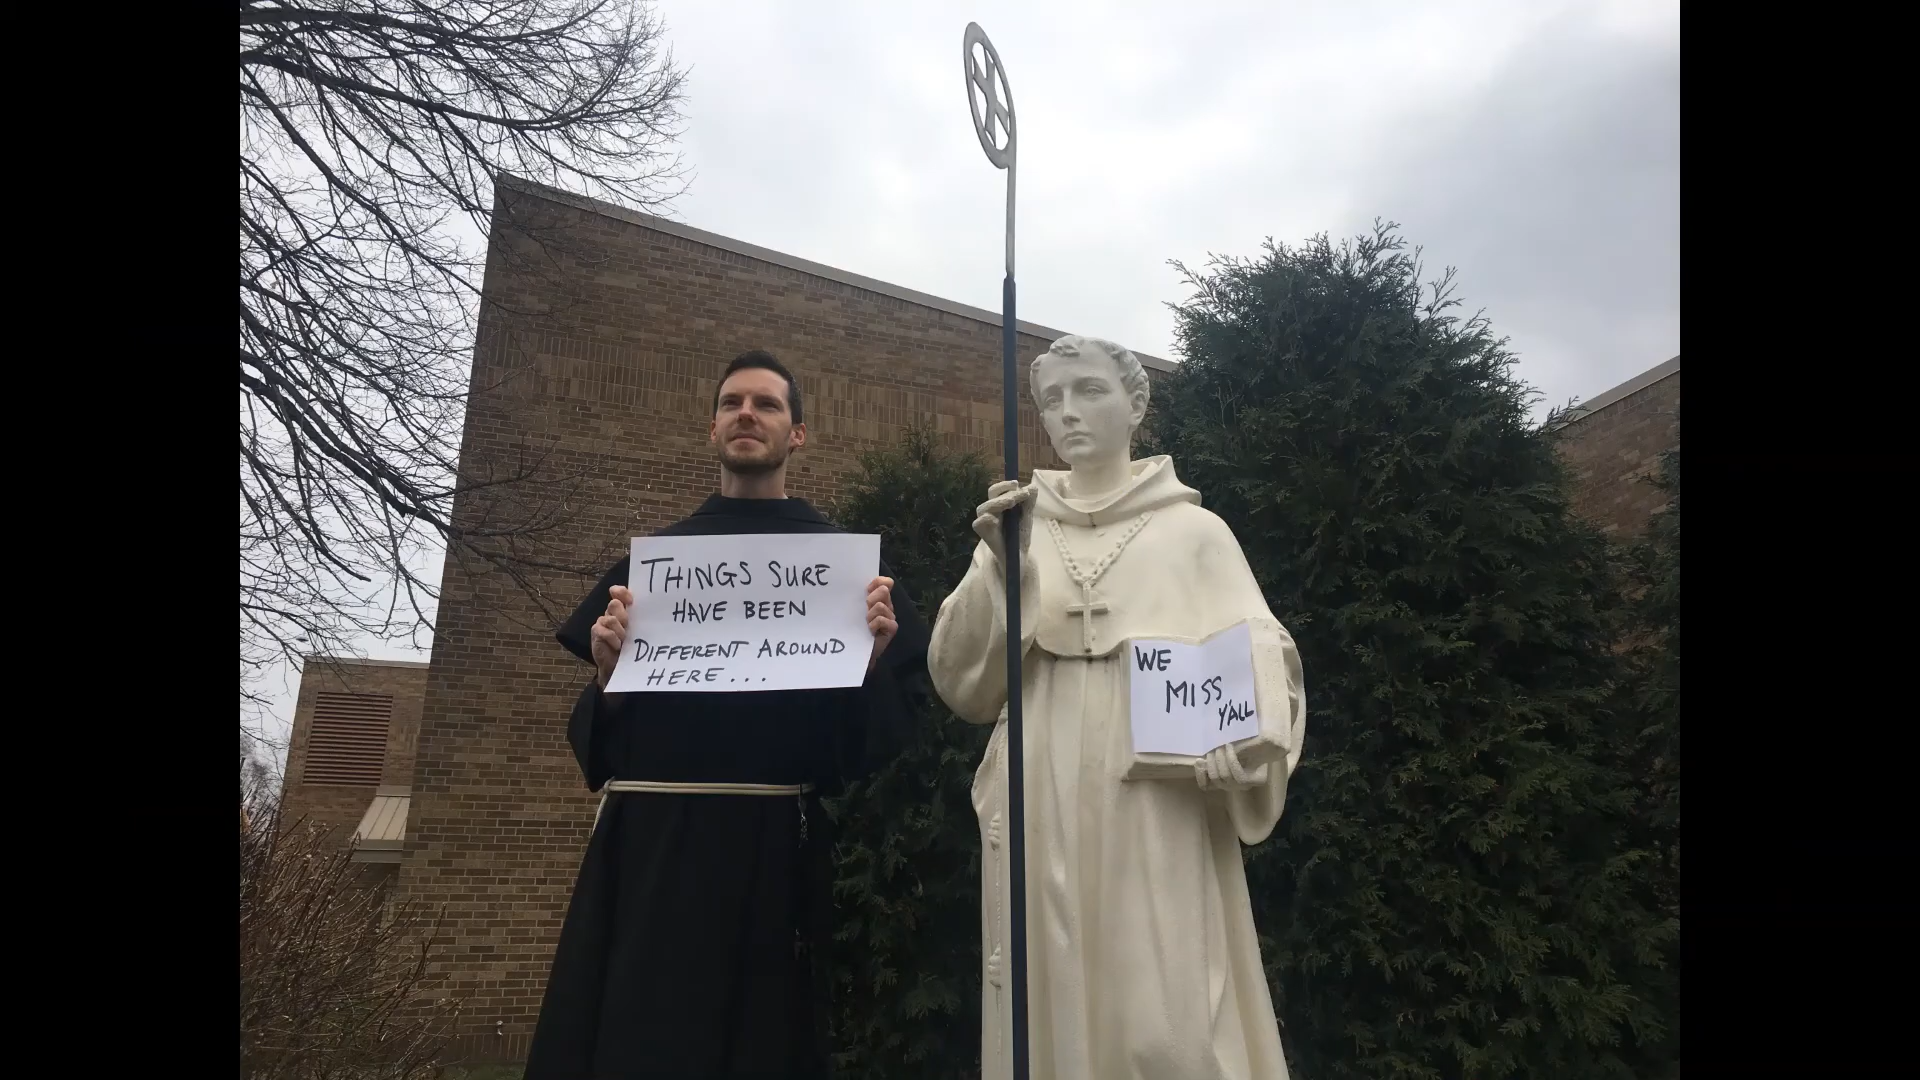 THINGS SURE
HAVE BEEN
DIFFERENT AROUND
HERE...
WE
MISS
Y'ALL